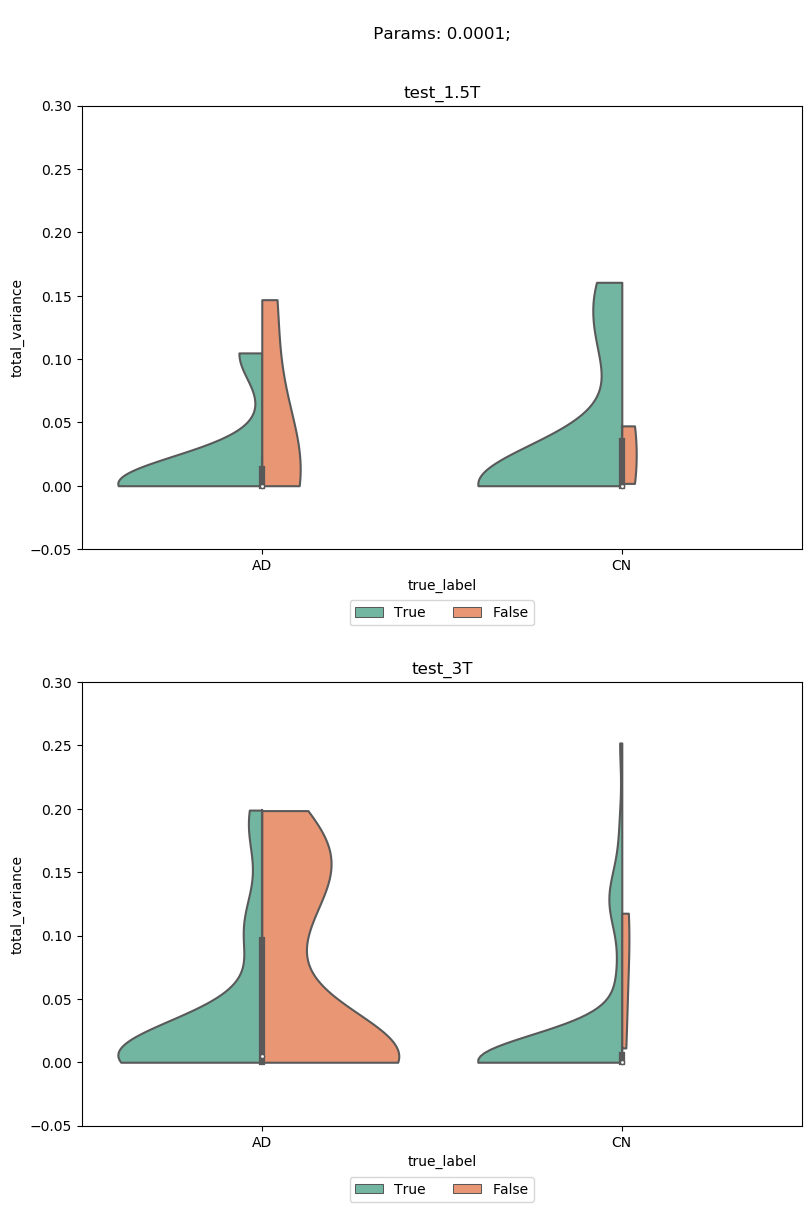 Params: 0.0001;
test_1.5T
0.30
0.25
0.20
0.15
0.10
0.05
0.00
−0.05
total_variance
AD CN
true_label
True False
test_3T
0.30
0.25
0.20
0.15
0.10
0.05
0.00
−0.05
total_variance
AD CN
true_label
True False